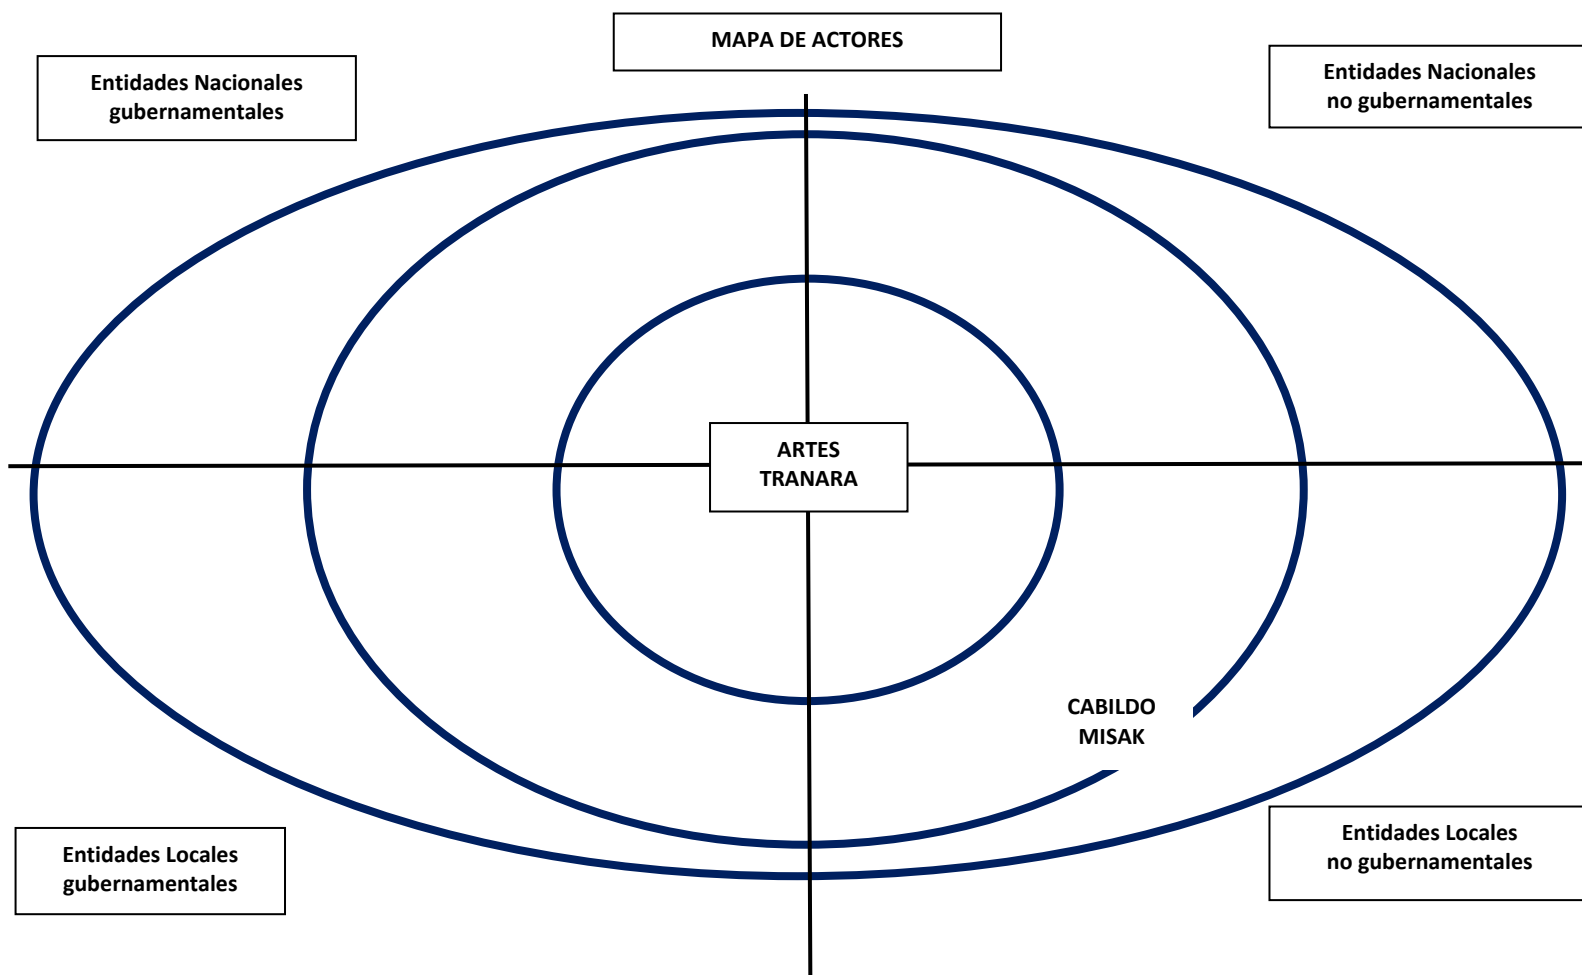 MAPA DE ACTORES
Entidades Nacionales
gubernamentales
Entidades Nacionales
no gubernamentales
ARTES
TRANARA
CABILDO
MISAK
Entidades Locales
gubernamentales
Entidades Locales
no gubernamentales